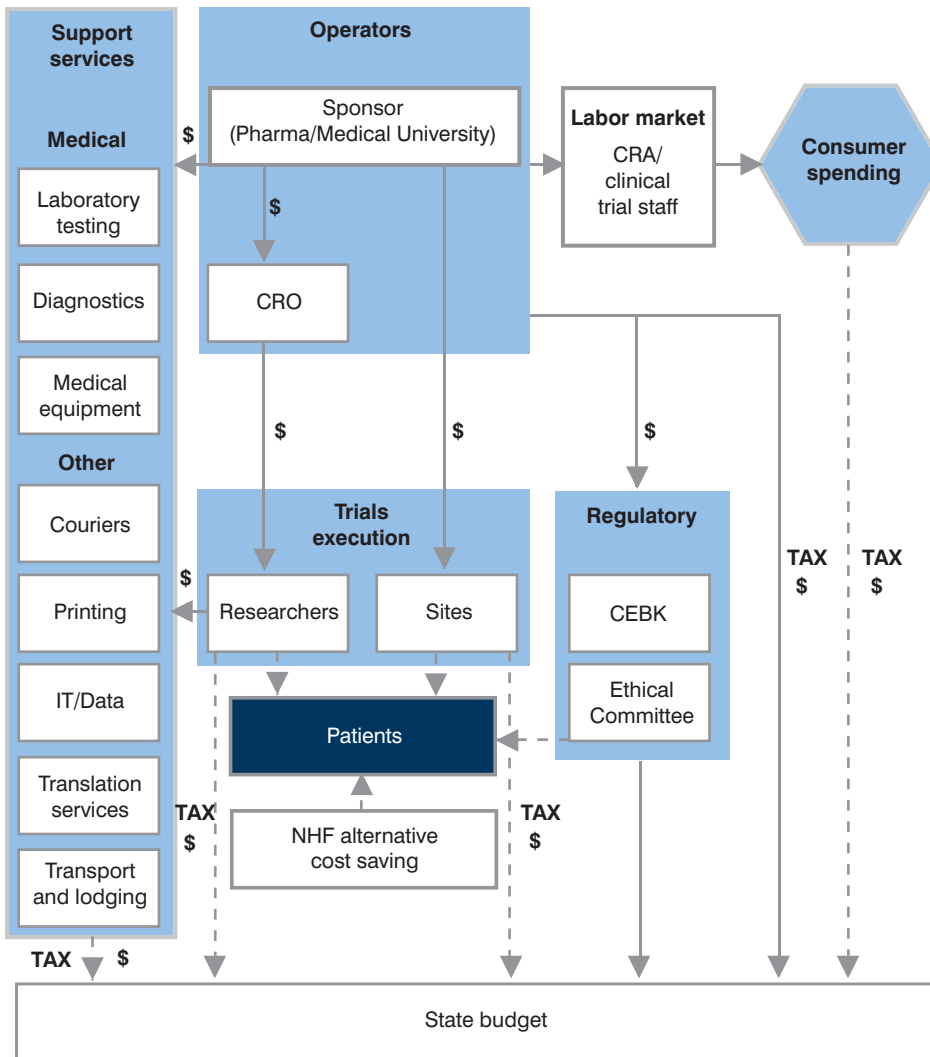 Support
services
Medical
Laboratory
testing
Diagnostics
Medical
equipment
Other
Couriers
Printing
IT/Data
Translation
services
Transport
and lodging
TAX
$
Operators
$
Sponsor
(Pharma/Medical University)
$
CRO
$
$
Labor market
CRA/
clinical
trial staff
Consumer
spending
$
Trials
execution
$
Researchers
Sites
Regulatory
CEBK
Ethical
Committee
TAX
$
TAX
$
Patients
NHF alternative
cost saving
TAX
$
TAX
$
State budget